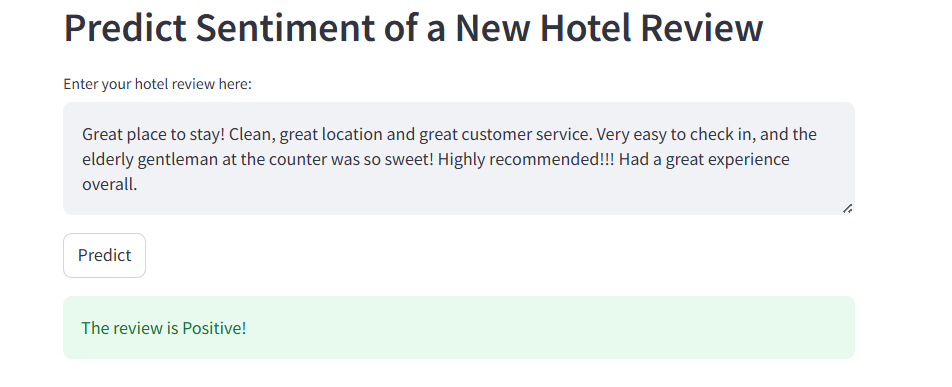 Predict Sentiment of a New Hotel Review
Enter your hotel review here:
Great place to stay! Clean, great location and great customer service. Very easy to check in, and the
elderly gentleman at the counter was so sweet! Highly recommended!!! Had a great experience
overall.
Predict
The review is Positive!